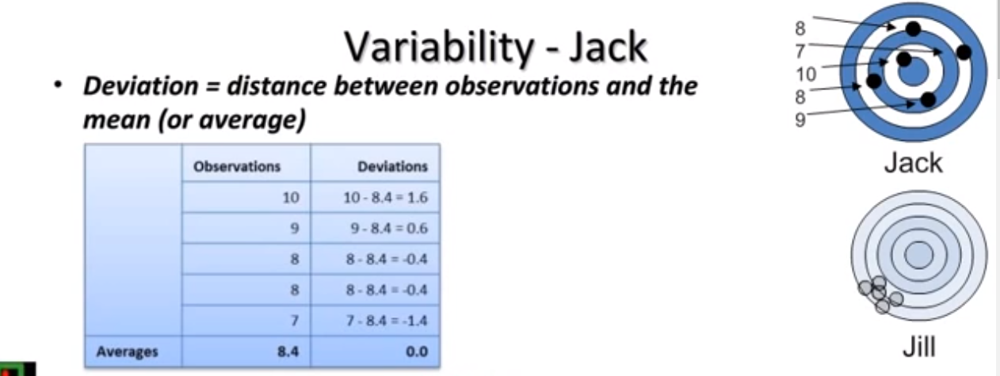 Variability - Jack
• Deviation = distance between observations and the
mean (or average)
Observations Deviations
10 10 - 8.4 = 1.6
9 9 - 8.4 = 0.6
8 8 - 8.4 = -0.4
8 8 - 8.4 = -0.4
7 7 - 8.4 = -1.4
Averages 8.4 0.0
8
7
10
8
9
Jack
Jill